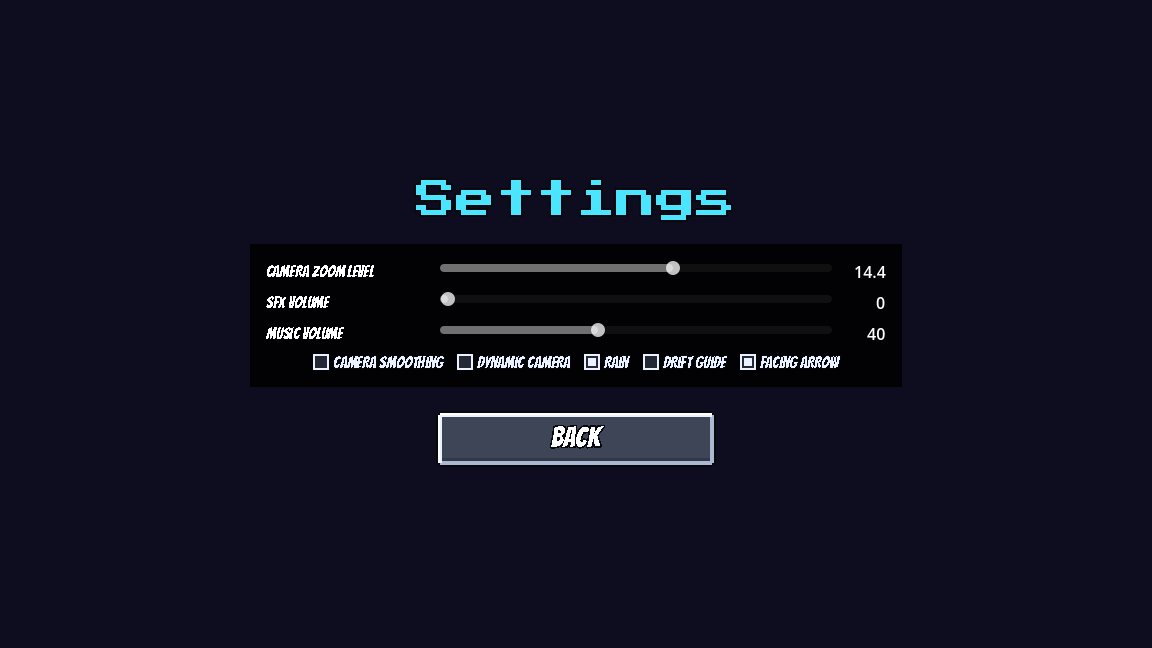 Settings
CAMERA ZOOM LEVEL 14.4
SFX VOLUME 0
MUSIC VOLUME 40
CAMERA SMOOTHING DYNAMIC CAMERA RAIN DRIFT GUIDE FACING ARROW
BACK